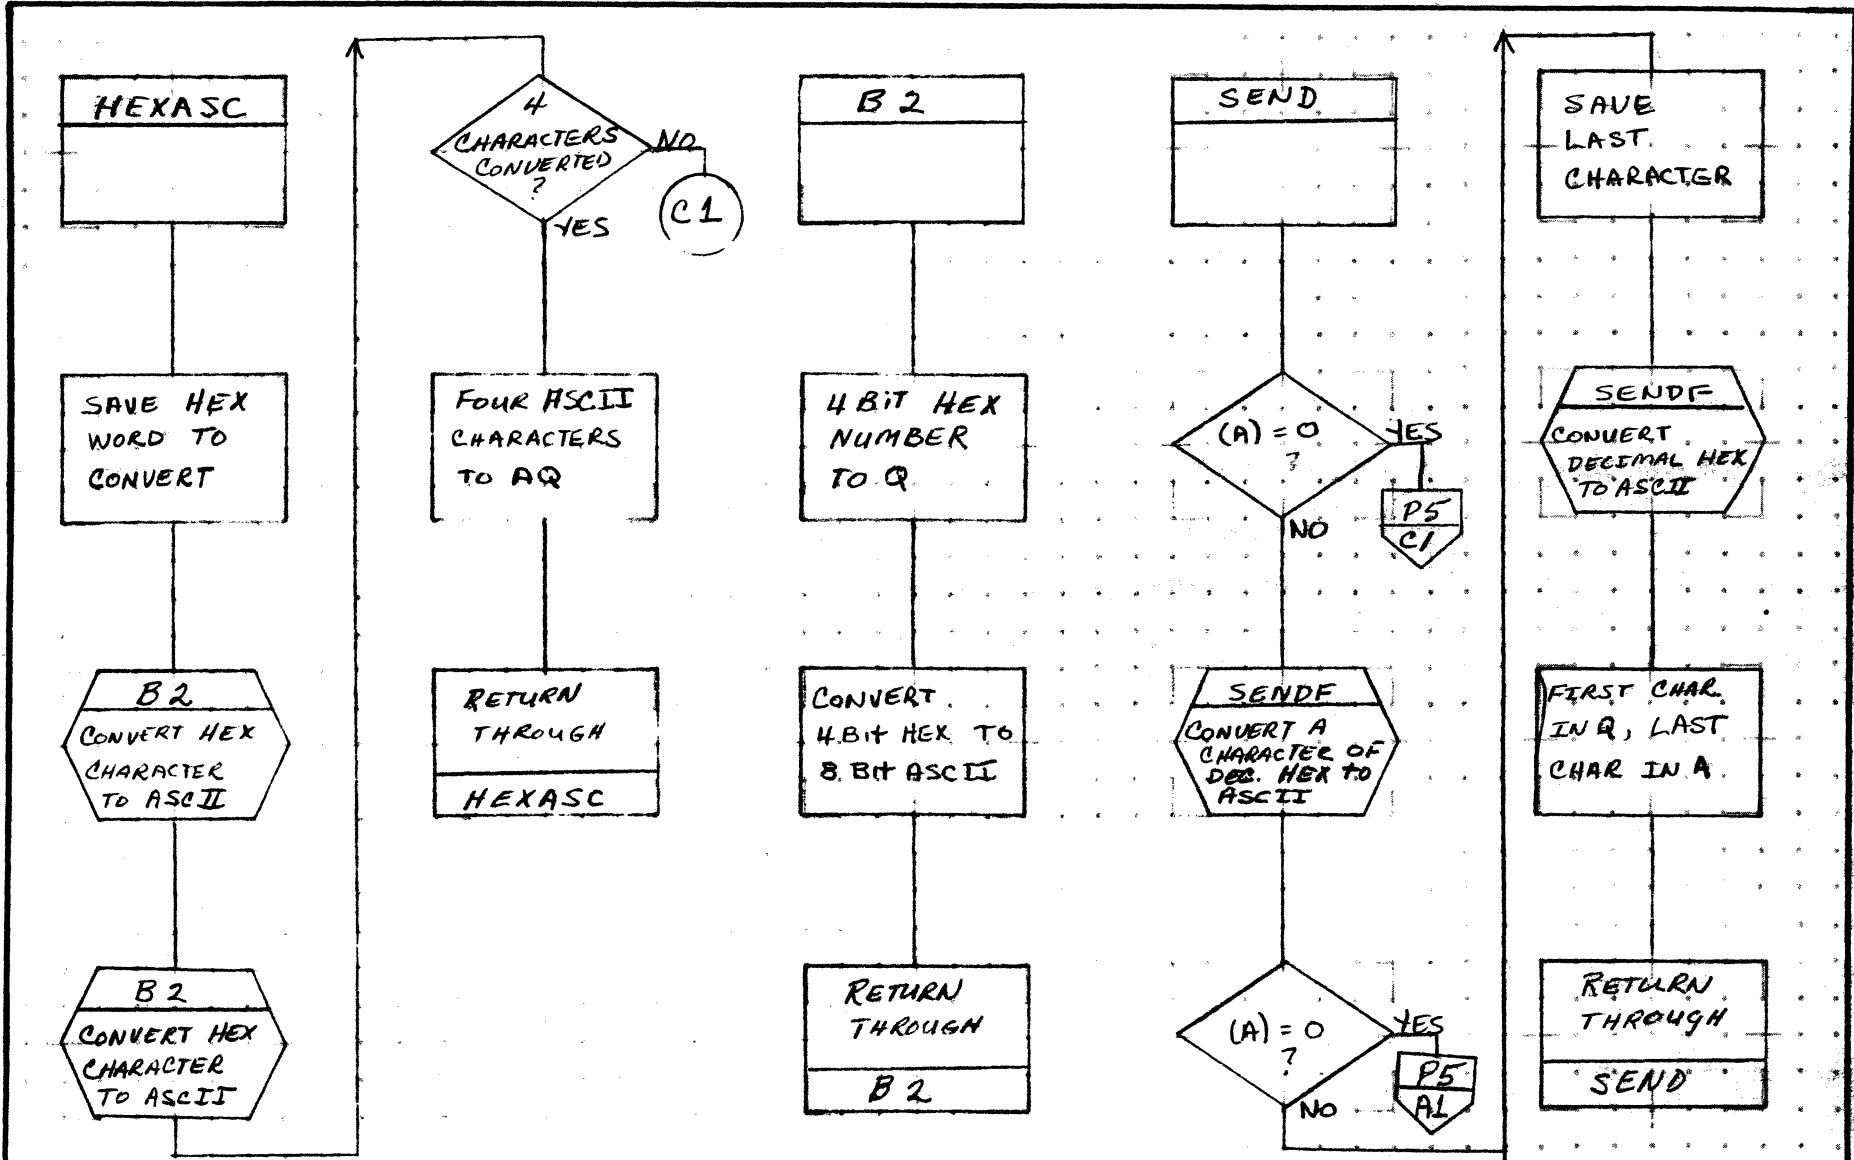 HEXASC
SAVE HEX
WORD TO
CONVERT
B2
CONVERT HEX
CHARACTER
TO ASCII
B2
CONVERT HEX
CHARACTER
TO ASCII
4
CHARACTERS
CONVERTED
?
NO
C1
YES
FOUR ASCII
CHARACTERS
TO AQ
RETURN
THROUGH
HEXASC
B2
4 BiT HEX
NUMBER
TO Q
CONVERT
4 Bit HEX TO
8 Bit ASCII
RETURN
THROUGH
B2
SEND
(A) = 0
?
YES
P5
C1
NO
SENDF
CONVERT A
CHARACTER OF
DEC. HEX to
ASCII
(A) = 0
?
YES
P5
A1
NO
SAVE
LAST
CHARACTER
SENDF
CONVERT
DECIMAL HEX
TO ASCII
FIRST CHAR.
IN Q, LAST
CHAR IN A
RETURN
THROUGH
SEND